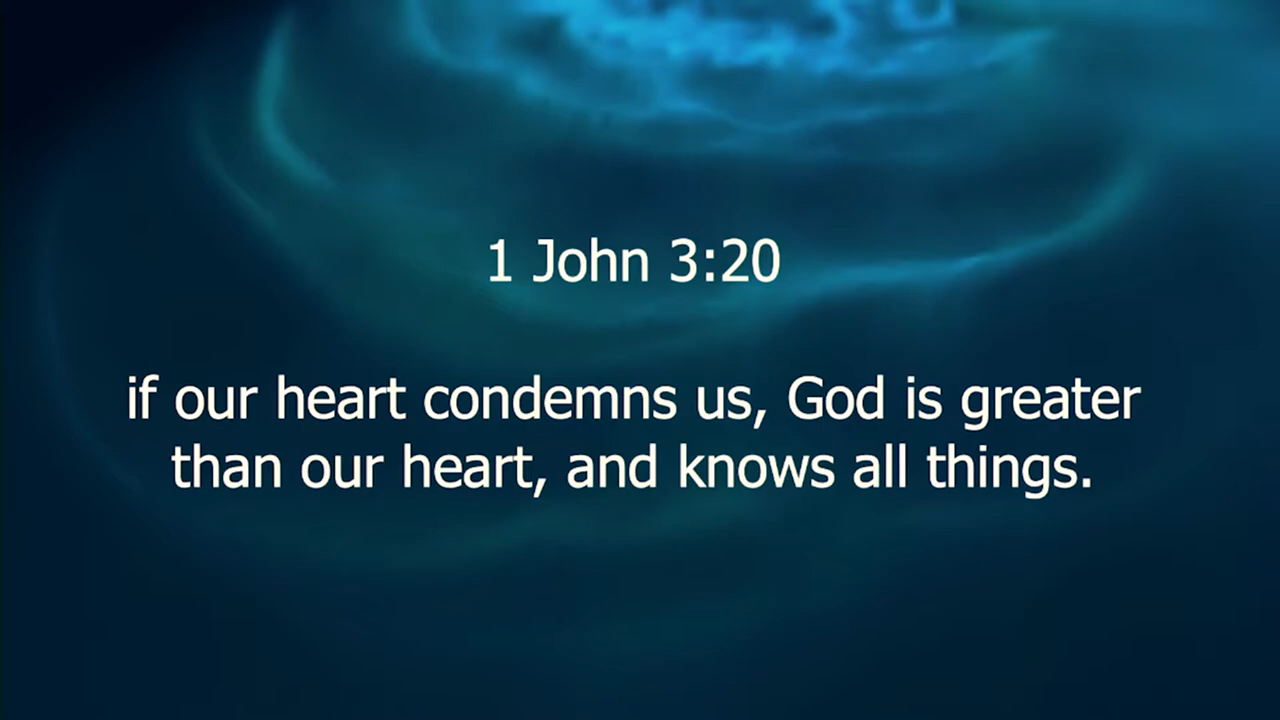 1 John 3:20
if our heart condemns us, God is greater
than our heart, and knows all things.